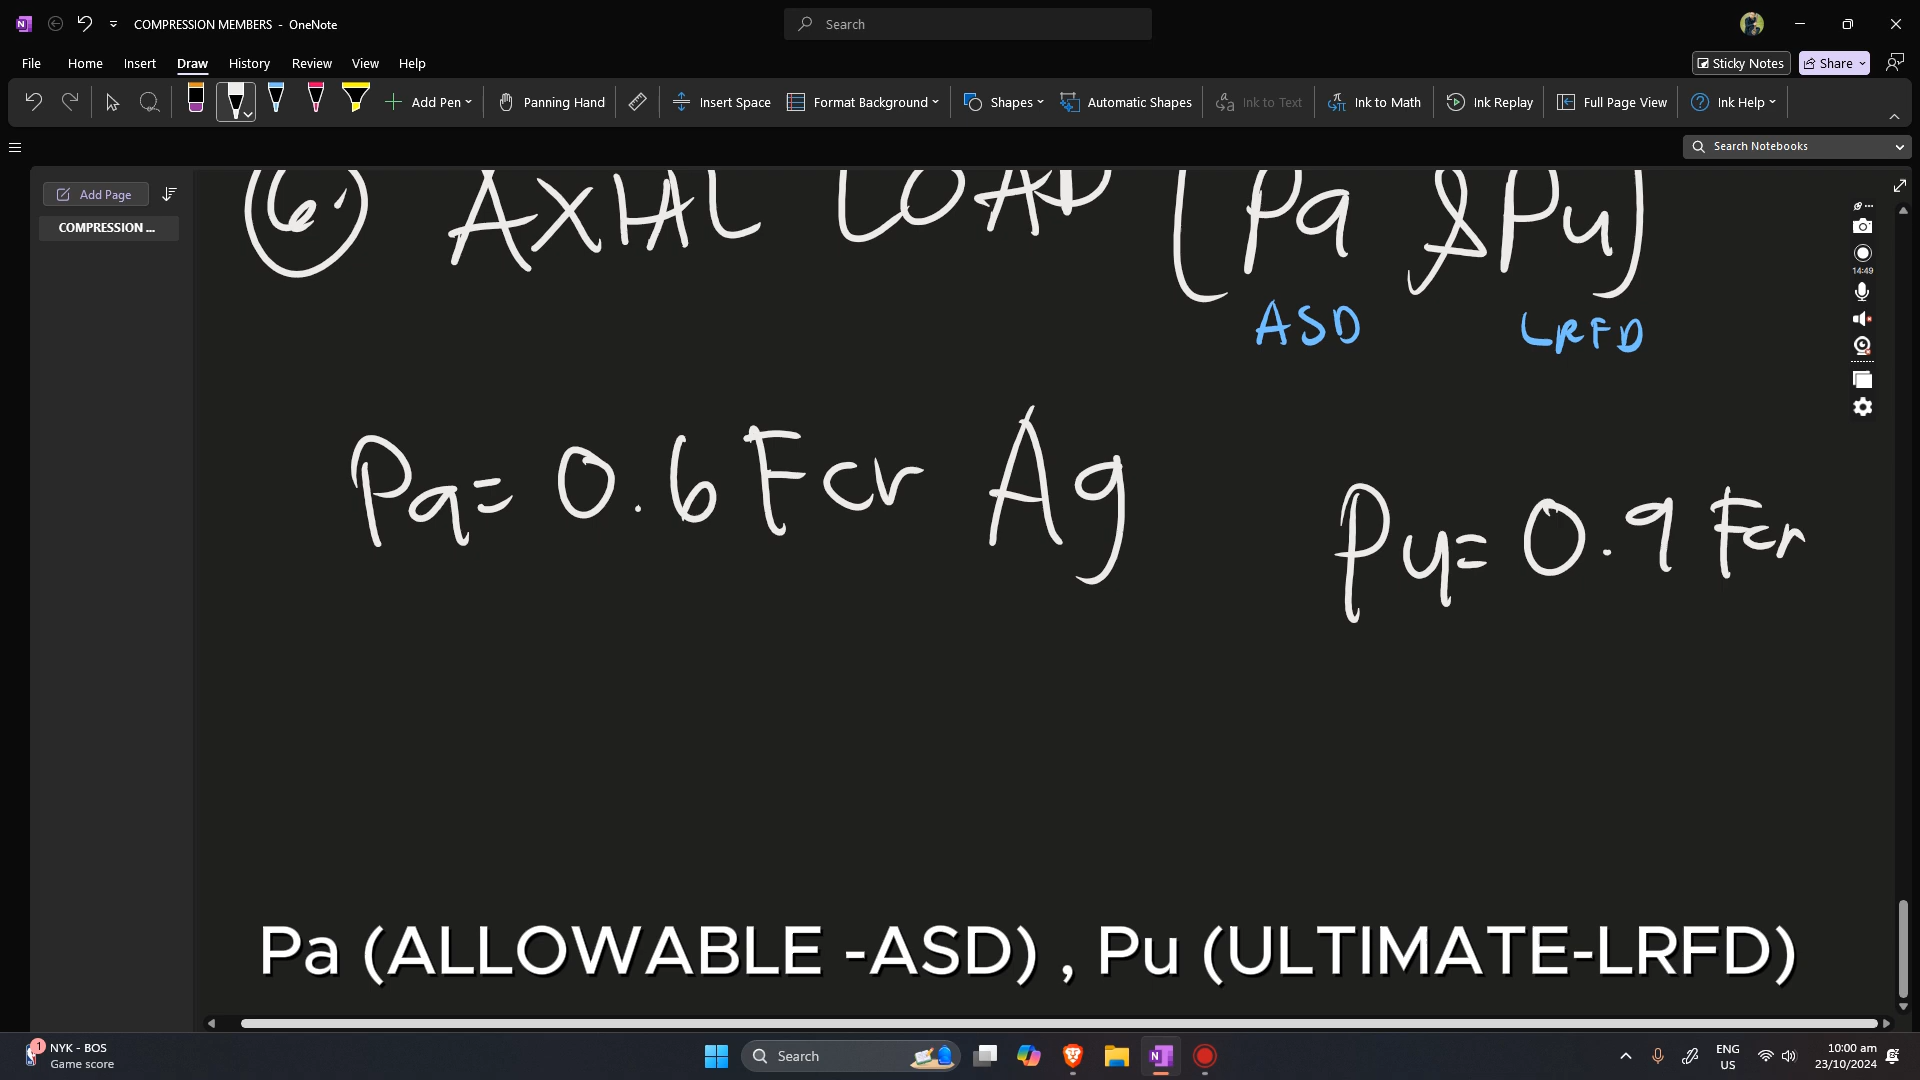 COMPRESSION MEMBERS - OneNote
Search
File Home Insert Draw History Review View Help
Sticky Notes Share
Add Pen Panning Hand Insert Space Format Background Shapes Automatic Shapes Ink to Text Ink to Math Ink Replay Full Page View Ink Help
Search Notebooks
Add Page
COMPRESSION ...
14:49
6. AXIAL LOAD [Pa & Pu]
ASD LRFD
Pa = 0.6 Fcr Ag
Pu = 0.9 Fcr
Pa (ALLOWABLE -ASD) , Pu (ULTIMATE-LRFD)
1 NYK - BOS
Game score
Search
ENG
US
10:00 am
23/10/2024